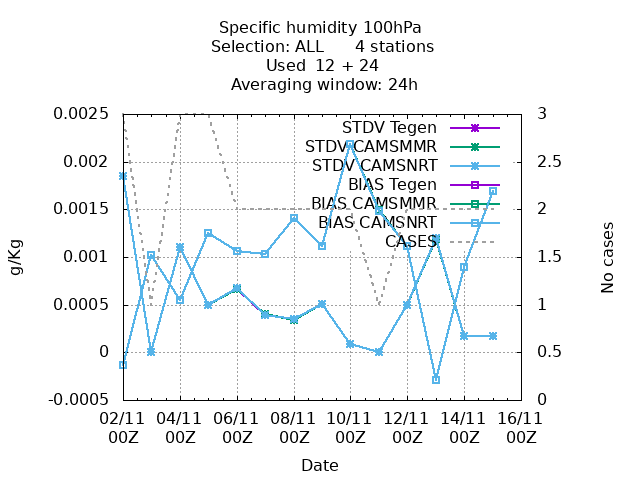 Specific humidity 100hPa
Selection: ALL 4 stations
Used 12 + 24
Averaging window: 24h
0.0025
0.002
0.0015
0.001
0.0005
0
-0.0005
g/Kg
STDV Tegen
STDV CAMSMMR
STDV CAMSNRT
BIAS Tegen
BIAS CAMSMMR
BIAS CAMSNRT
CASES
3
2.5
2
1.5
1
0.5
0
No cases
02/11 04/11 06/11 08/11 10/11 12/11 14/11 16/11
00Z 00Z 00Z 00Z 00Z 00Z 00Z 00Z
Date